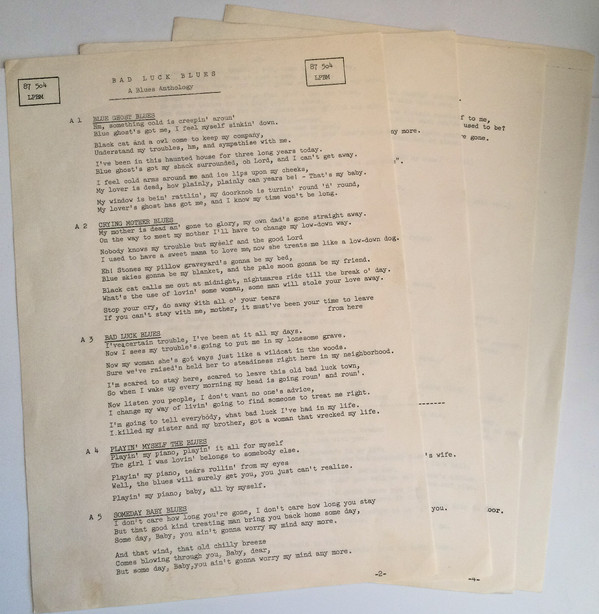 87 504
LPBM
BAD LUCK BLUES
A Blues Anthology
87 504
LPBM
A 1 BLUE GHOST BLUES
Hm, something cold is creepin' aroun'
Blue ghost's got me, I feel myself sinkin' down.
Black cat and a owl come to keep my company,
Understand my troubles, hm, and sympathise with me.
I've been in this haunted house for three long years today.
Blue ghost's got my shack surrounded, oh Lord, and I can't get away.
I feel cold arms around me and ice lips upon my cheeks,
My lover is dead, how plainly, plainly can years be! - That's my baby.
My window is bein' rattlin', my doorknob is turnin' round 'n' round,
My lover's ghost has got me, and I know my time won't be long.
A 2 CRYING MOTHER BLUES
My mother is dead an' gone to glory, my own dad's gone straight away.
On the way to meet my mother I'll have to change my low-down way.
Nobody knows my trouble but myself and the good Lord
I used to have a sweet mama to love me, now she treats me like a low-down dog.
Eh! Stones my pillow graveyard's gonna be my bed,
Blue skies gonna be my blanket, and the pale moon gonna be my friend.
Black cat calls me out at midnight, nightmares ride till the break o' day.
What's the use of lovin' some woman, some man will stole your love away.
Stop your cry, do away with all o' your tears
If you can't stay with me, mother, it must've been your time to leave
from here
A 3 BAD LUCK BLUES
I've a certain trouble, I've been at it all my days.
Now I sees my trouble's going to put me in my lonesome grave.
Now my woman she's got ways just like a wildcat in the woods.
Sure we've raised'n held her to steadiness right here in my neighborhood.
I'm scared to stay here, scared to leave this old bad luck town,
So when I wake up every morning my head is going roun' and roun'.
Now listen you people, I don't want no one's advice,
I change my way of livin' going to find someone to treat me right.
I'm going to tell everybody, what bad luck I've had in my life.
I killed my sister and my brother, got a woman that wrecked my life.
A 4 PLAYIN' MYSELF THE BLUES
Playin' my piano, playin' it all for myself
The girl I was lovin' belongs to somebody else.
Playin' my piano, tears rollin' from my eyes
Well, the blues will surely get you, you just can't realize.
Playin' my piano, baby, all by myself.
A 5 SOMEDAY BABY BLUES
I don't care how long you're gone, I don't care how long you stay
But that good kind treating man bring you back home some day,
Some day, Baby, you ain't gonna worry my mind any more.
And that wind, that old chilly breeze
Comes blowing through you, Baby, dear,
But some day, Baby,you ain't gonna worry my mind any more.
-2-
any more.
".
's wife.
you.
-4-
f to me,
used to be?
gone.
oor.